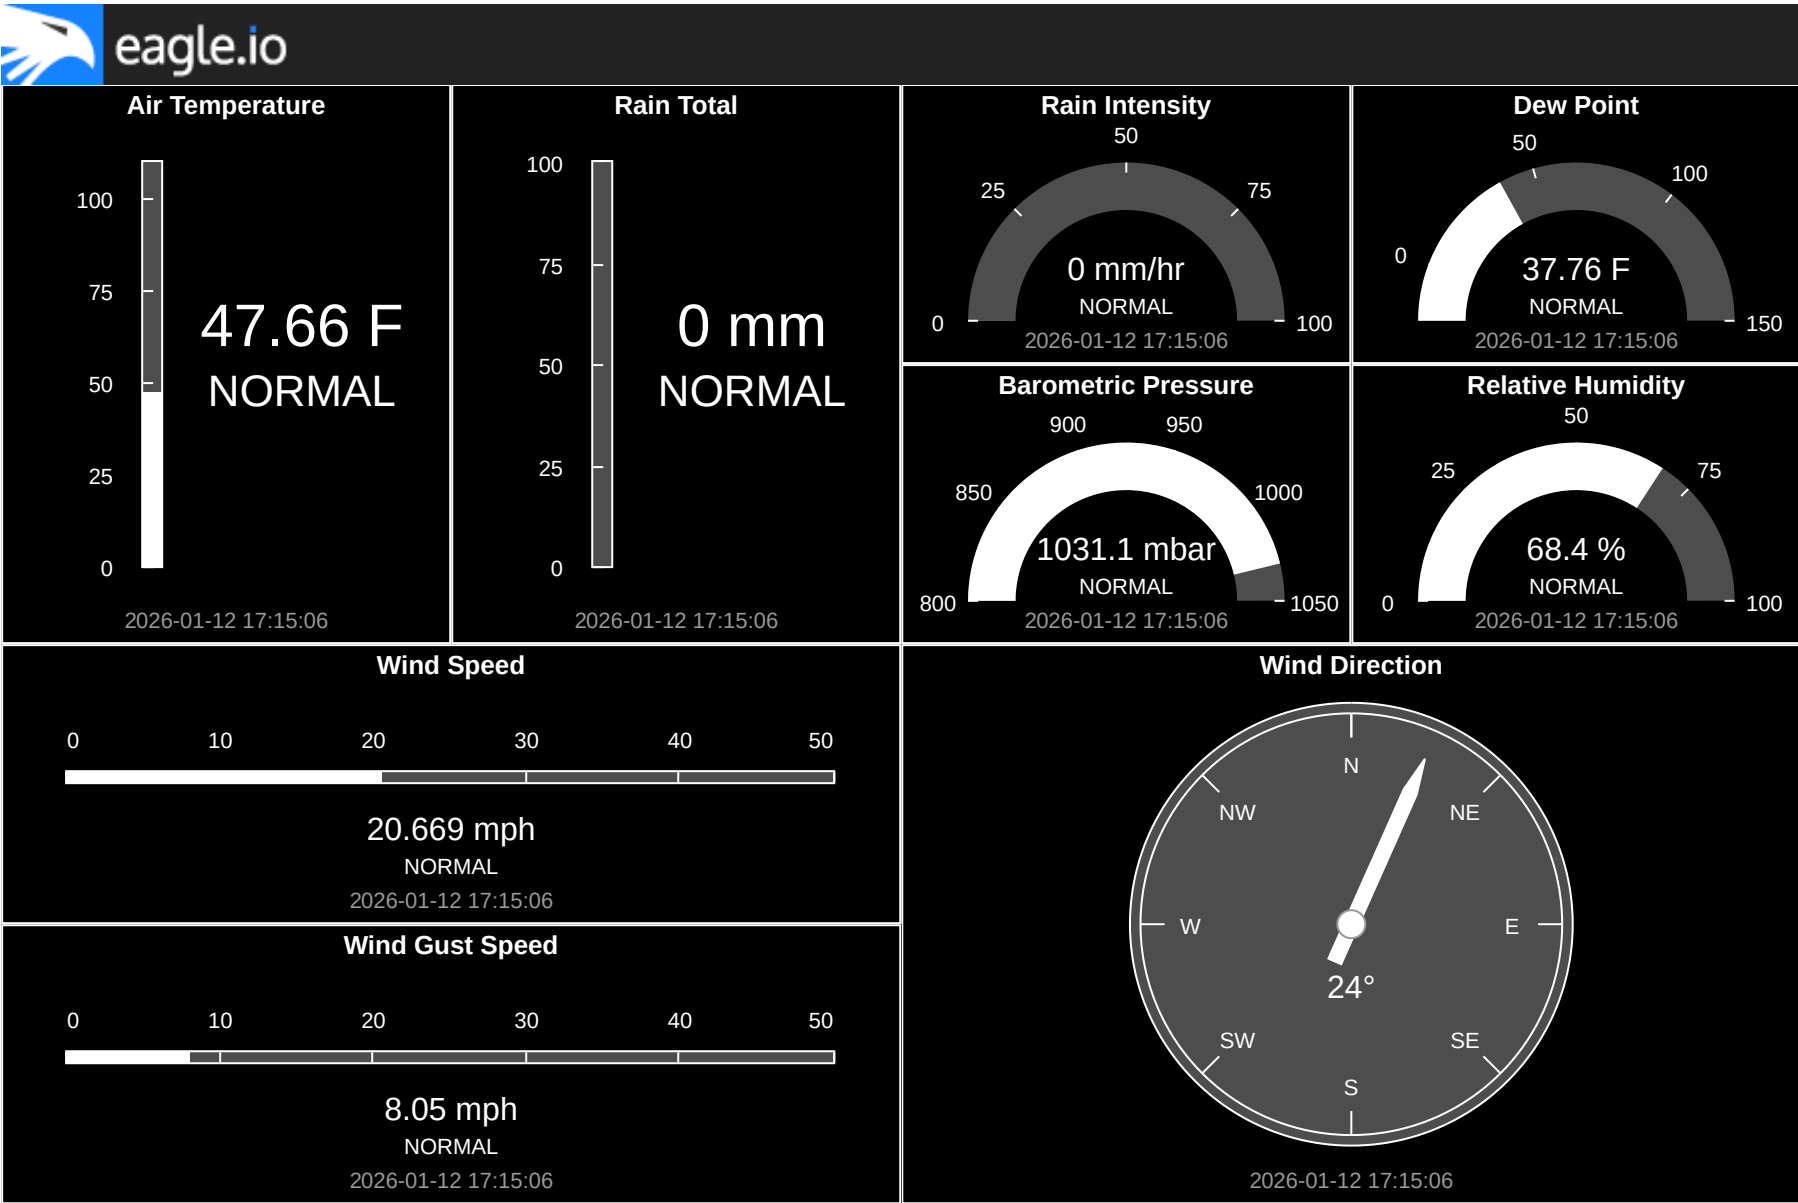 eagle.io
Air Temperature
100
75
50
25
0
47.66 F
NORMAL
2026-01-12 17:15:06
Rain Total
100
75
50
25
0
0 mm
NORMAL
2026-01-12 17:15:06
Rain Intensity
50
25
75
0
100
0 mm/hr
NORMAL
2026-01-12 17:15:06
Dew Point
50
100
0
150
37.76 F
NORMAL
2026-01-12 17:15:06
Barometric Pressure
900
950
850
1000
800
1050
1031.1 mbar
NORMAL
2026-01-12 17:15:06
Relative Humidity
50
25
75
0
100
68.4 %
NORMAL
2026-01-12 17:15:06
Wind Speed
0 10 20 30 40 50
20.669 mph
NORMAL
2026-01-12 17:15:06
Wind Gust Speed
0 10 20 30 40 50
8.05 mph
NORMAL
2026-01-12 17:15:06
Wind Direction
N
NW NE
W E
24°
SW SE
S
2026-01-12 17:15:06